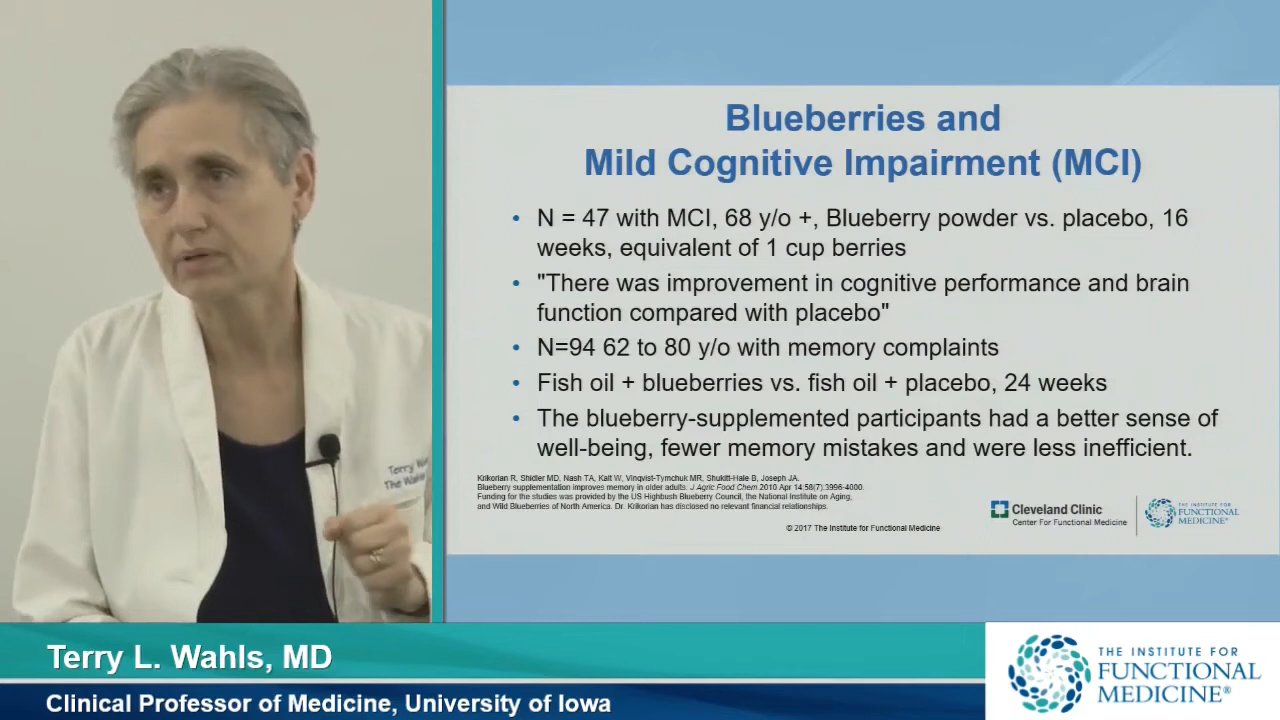 Blueberries and
Mild Cognitive Impairment (MCI)
• N = 47 with MCI, 68 y/o +, Blueberry powder vs. placebo, 16
weeks, equivalent of 1 cup berries
• "There was improvement in cognitive performance and brain
function compared with placebo"
• N=94 62 to 80 y/o with memory complaints
• Fish oil + blueberries vs. fish oil + placebo, 24 weeks
• The blueberry-supplemented participants had a better sense of
well-being, fewer memory mistakes and were less inefficient.
Krikorian R, Shidler MD, Nash TA, Kalt W, Vinqvist-Tymchuk MR, Shukitt-Hale B, Joseph JA.
Blueberry supplementation improves memory in older adults. J Agric Food Chem 2010 Apr 14;58(7):3996-4000.
Funding for the studies was provided by the US Highbush Blueberry Council, the National Institute on Aging,
and Wild Blueberries of North America. Dr. Krikorian has disclosed no relevant financial relationships.
© 2017 The Institute for Functional Medicine
Cleveland Clinic
Center For Functional Medicine
THE INSTITUTE FOR
FUNCTIONAL
MEDICINE®
Terry
The
Terry L. Wahls, MD
Clinical Professor of Medicine, University of Iowa
THE INSTITUTE FOR
FUNCTIONAL
MEDICINE®